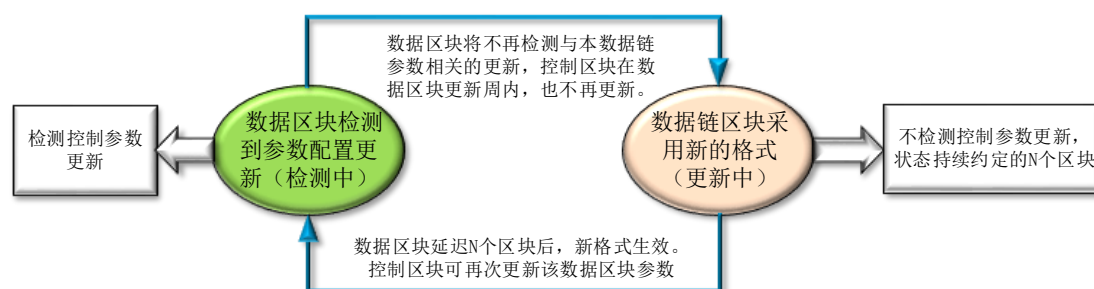 数据区块将不再检测与本数据链
参数相关的更新，控制区块在数
据区块更新周内，也不再更新。
检测控制参数
更新
数据区块检测
到参数配置更
新（检测中）
数据链区块采
用新的格式
（更新中）
不检测控制参数更新，
状态持续约定的N个区块
数据区块延迟N个区块后，新格式生效。
控制区块可再次更新该数据区块参数